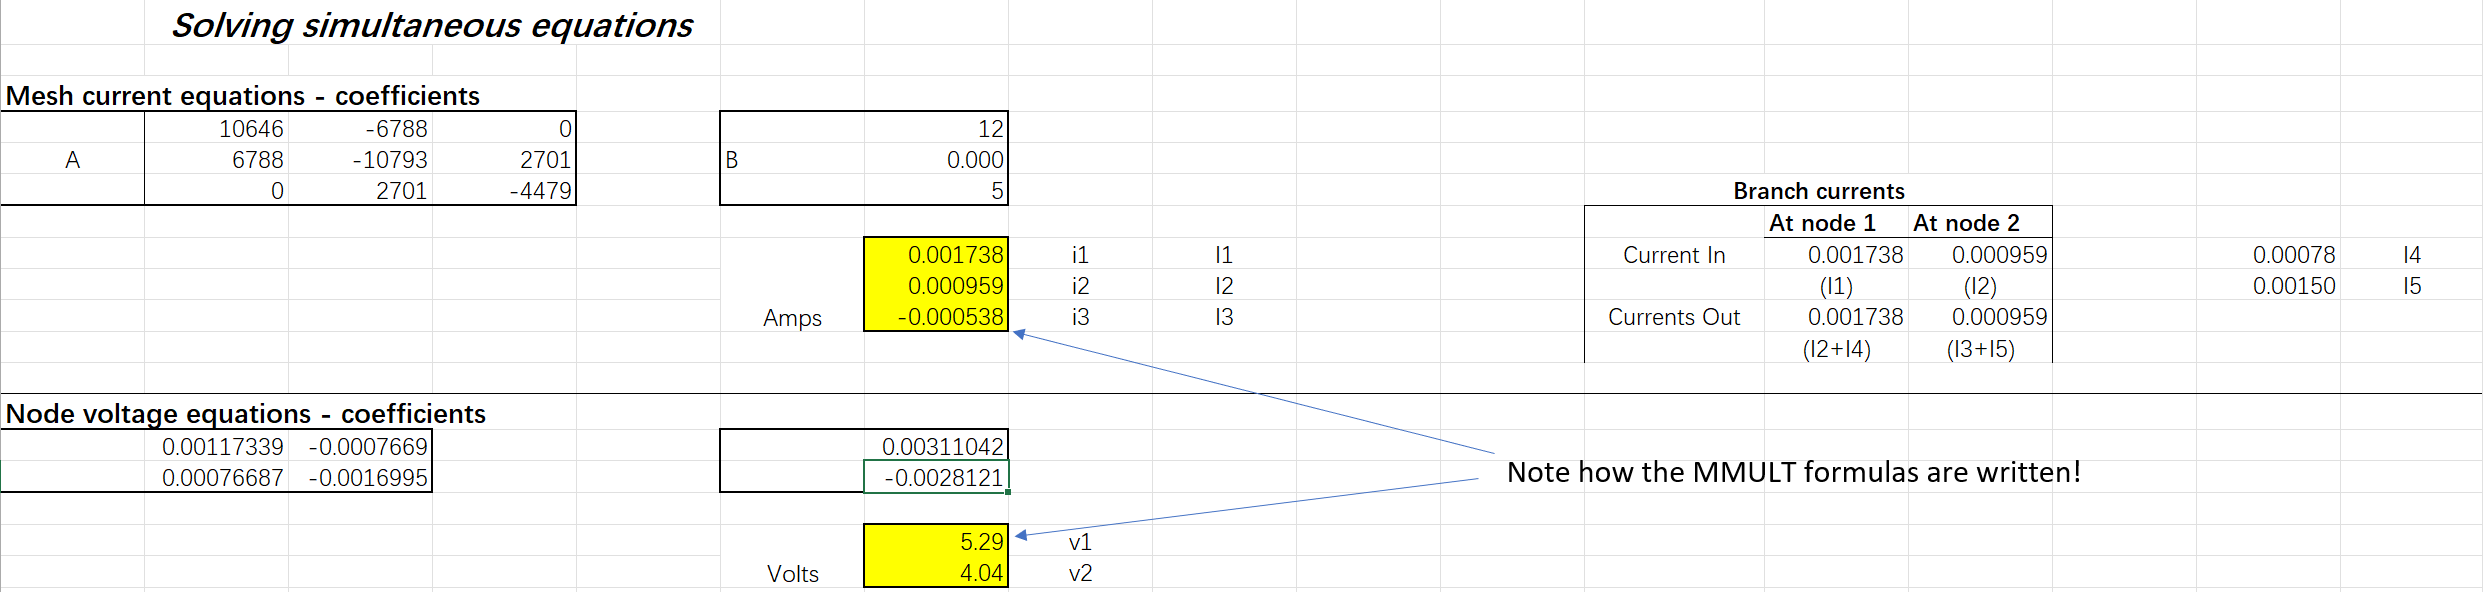 Solving simultaneous equations
Mesh current equations - coefficients
10646 -6788 0 12
A 6788 -10793 2701 B 0.000
0 2701 -4479 5
Branch currents
At node 1 At node 2
0.001738 i1 I1 Current In 0.001738 0.000959 0.00078 I4
0.000959 i2 I2 (I1) (I2) 0.00150 I5
Amps -0.000538 i3 I3 Currents Out 0.001738 0.000959
(I2+I4) (I3+I5)
Node voltage equations - coefficients
0.00117339 -0.0007669 0.00311042
0.00076687 -0.0016995 -0.0028121
Note how the MMULT formulas are written!
5.29 v1
Volts 4.04 v2